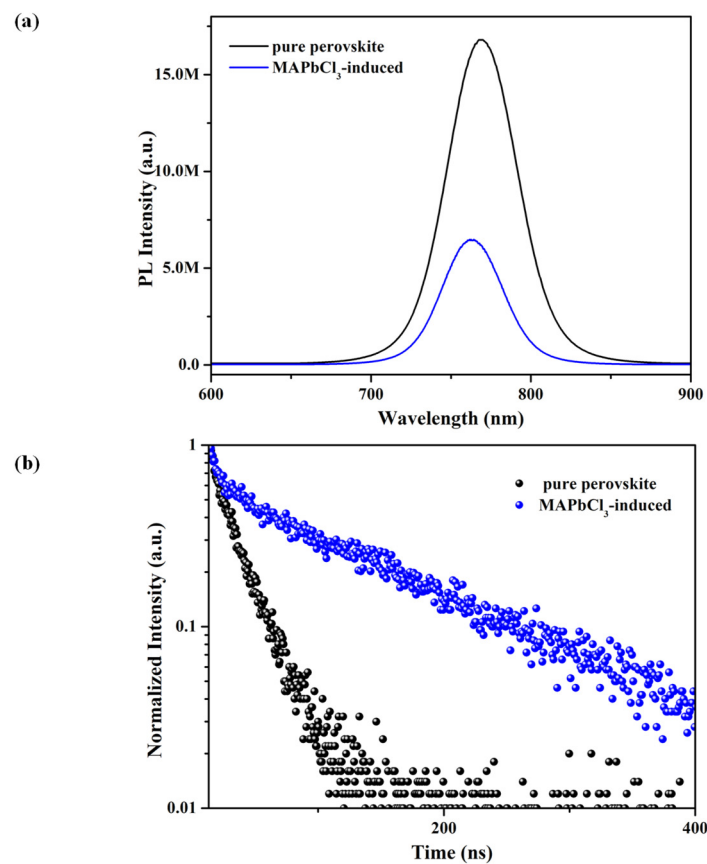 (a)
pure perovskite
MAPbCl₃-induced
PL Intensity (a.u.)
15.0M
10.0M
5.0M
0.0
600
700
800
900
Wavelength (nm)
(b)
pure perovskite
MAPbCl₃-induced
Normalized Intensity (a.u.)
1
0.1
0.01
200
400
Time (ns)